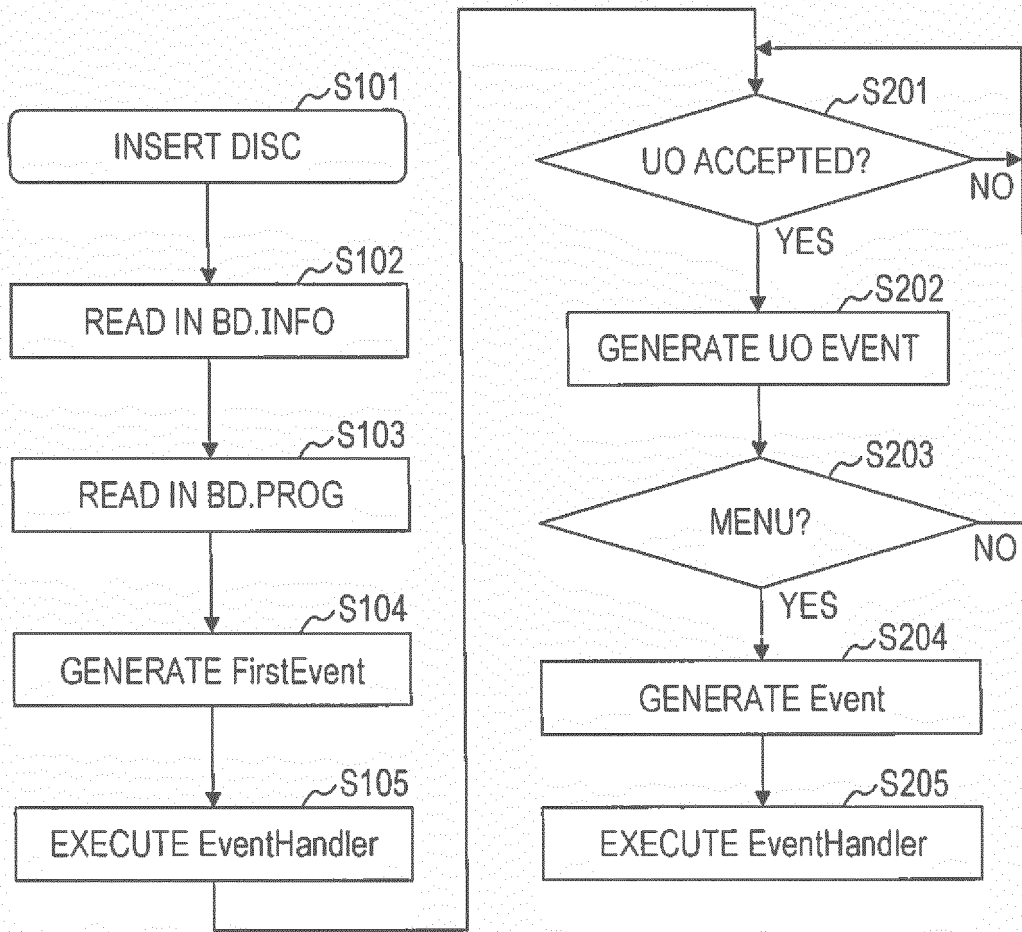 S101
INSERT DISC
S102
READ IN BD.INFO
S103
READ IN BD.PROG
S104
GENERATE FirstEvent
S105
EXECUTE EventHandler
S201
UO ACCEPTED?
NO
YES
S202
GENERATE UO EVENT
S203
MENU?
NO
YES
S204
GENERATE Event
S205
EXECUTE EventHandler